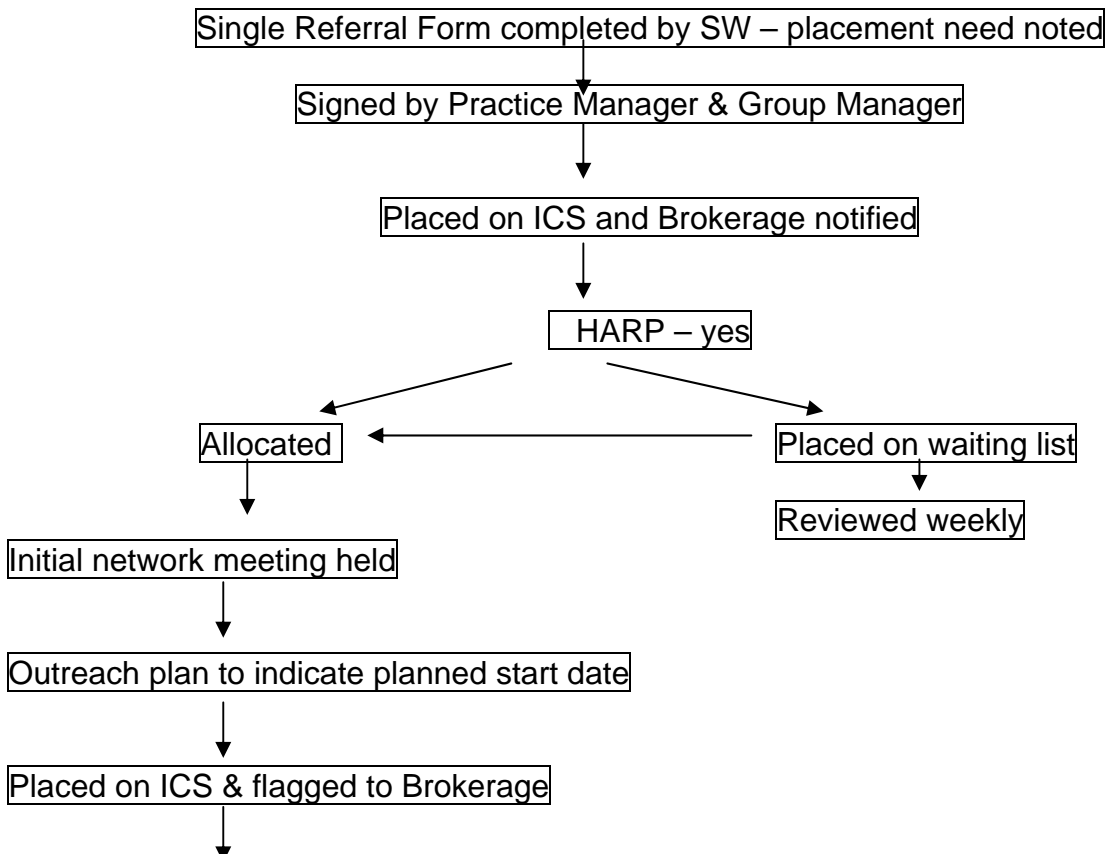 Single Referral Form completed by SW – placement need noted
Signed by Practice Manager & Group Manager
Placed on ICS and Brokerage notified
HARP – yes
Allocated
Placed on waiting list
Reviewed weekly
Initial network meeting held
Outreach plan to indicate planned start date
Placed on ICS & flagged to Brokerage